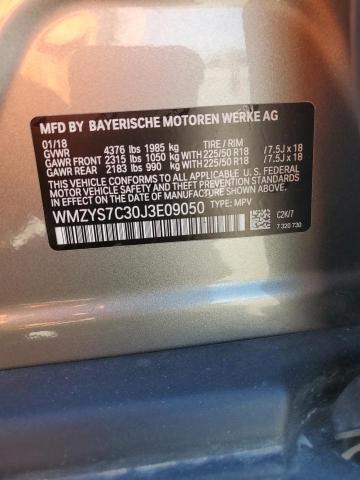 MFD BY BAYERISCHE MOTOREN WERKE AG
01/18
GVWR 4376 lbs 1985 kg TIRE / RIM
GAWR FRONT 2315 lbs 1050 kg WITH 225/50 R18 / 7.5J x 18
GAWR REAR 2183 lbs 990 kg WITH 225/50 R18 / 7.5J x 18
THIS VEHICLE CONFORMS TO ALL APPLICABLE U.S. FEDERAL
MOTOR VEHICLE SAFETY, BUMPER, AND THEFT PREVENTION
STANDARDS IN EFFECT ON THE DATE OF MANUFACTURE SHOWN ABOVE.
WMZYS7C30J3E09050 TYPE: MPV
C2K/7
7 320 730